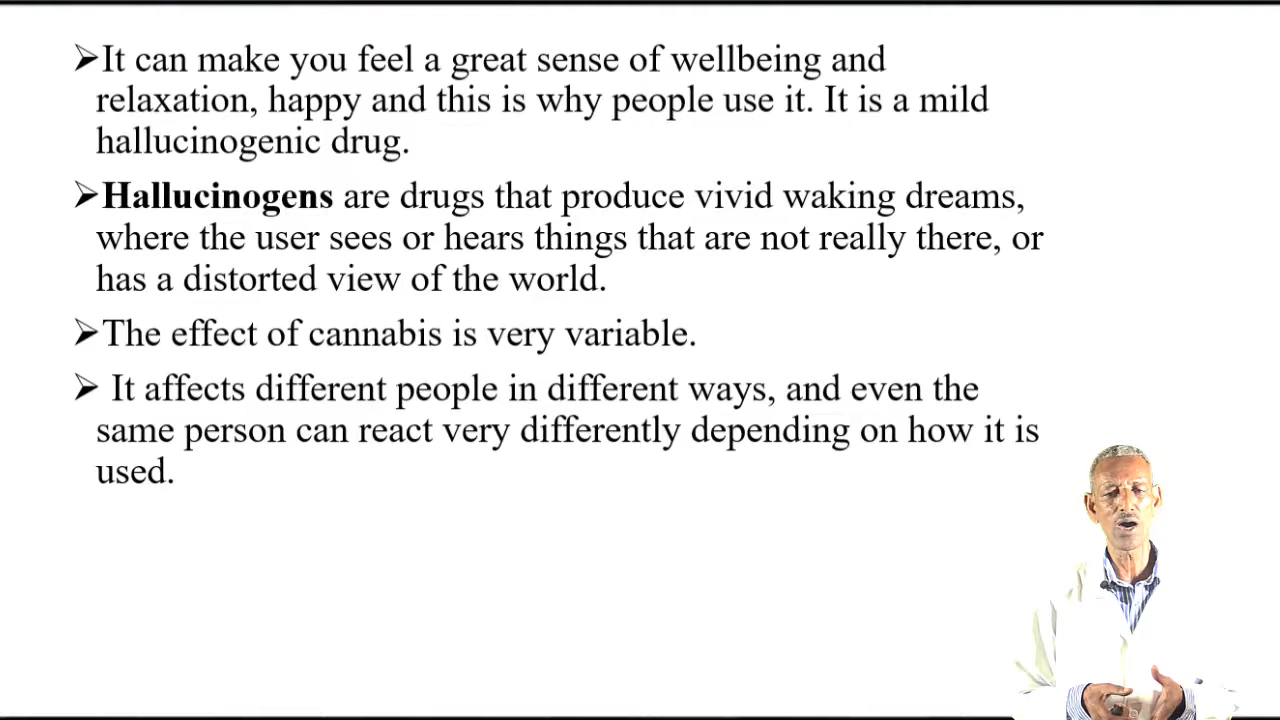 ➢It can make you feel a great sense of wellbeing and
relaxation, happy and this is why people use it. It is a mild
hallucinogenic drug.
➢Hallucinogens are drugs that produce vivid waking dreams,
where the user sees or hears things that are not really there, or
has a distorted view of the world.
➢The effect of cannabis is very variable.
➢ It affects different people in different ways, and even the
same person can react very differently depending on how it is
used.